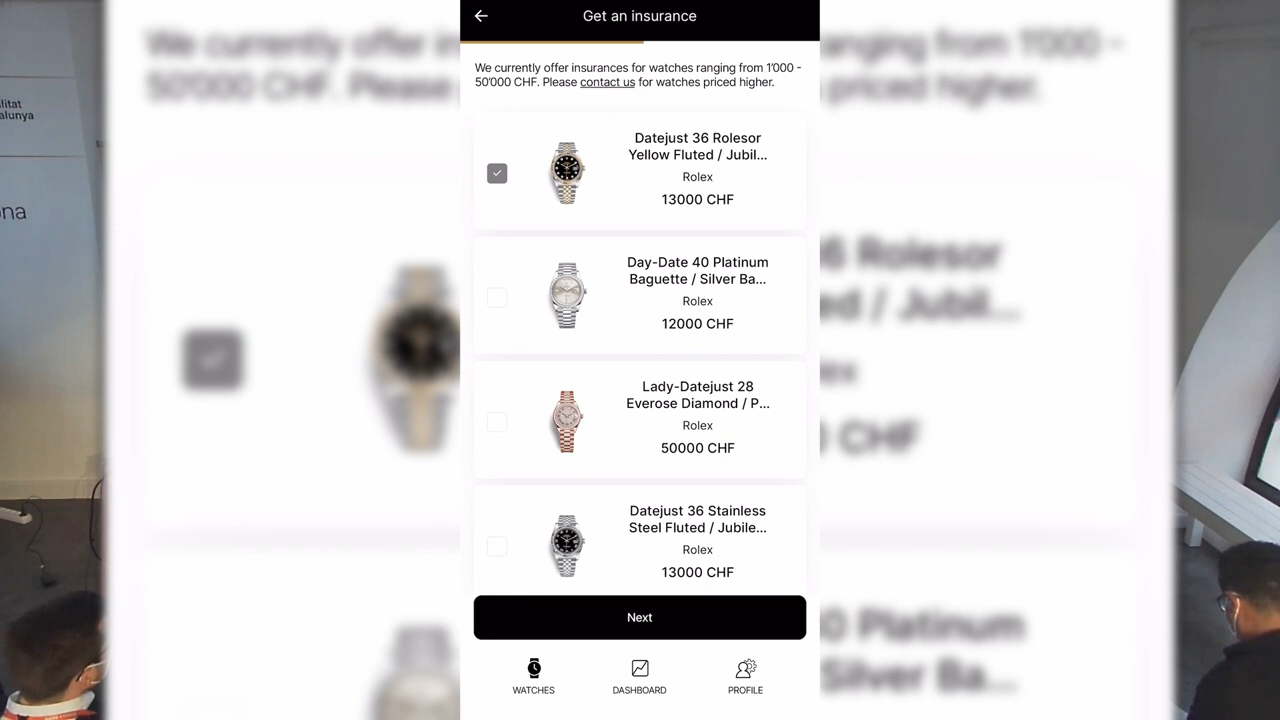 Get an insurance
We currently offer insurances for watches ranging from 1'000 -
50'000 CHF. Please contact us for watches priced higher.
Datejust 36 Rolesor
Yellow Fluted / Jubil...
Rolex
13000 CHF
Day-Date 40 Platinum
Baguette / Silver Ba...
Rolex
12000 CHF
Lady-Datejust 28
Everose Diamond / P...
Rolex
50000 CHF
Datejust 36 Stainless
Steel Fluted / Jubile...
Rolex
13000 CHF
Next
WATCHES
DASHBOARD
PROFILE